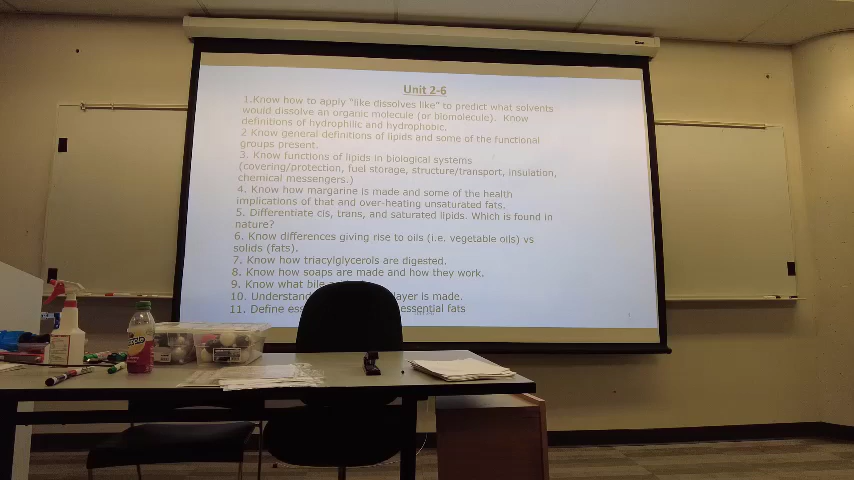 Unit 2-6
1.Know how to apply "like dissolves like" to predict what solvents
would dissolve an organic molecule (or biomolecule). Know
definitions of hydrophilic and hydrophobic.
2 Know general definitions of lipids and some of the functional
groups present.
3. Know functions of lipids in biological systems
(covering/protection, fuel storage, structure/transport, insulation,
chemical messengers.)
4. Know how margarine is made and some of the health
implications of that and over-heating unsaturated fats.
5. Differentiate cis, trans, and saturated lipids. Which is found in
nature?
6. Know differences giving rise to oils (i.e. vegetable oils) vs
solids (fats).
7. Know how triacylglycerols are digested.
8. Know how soaps are made and how they work.
9. Know what bile
10. Understand layer is made.
11. Define essential fats